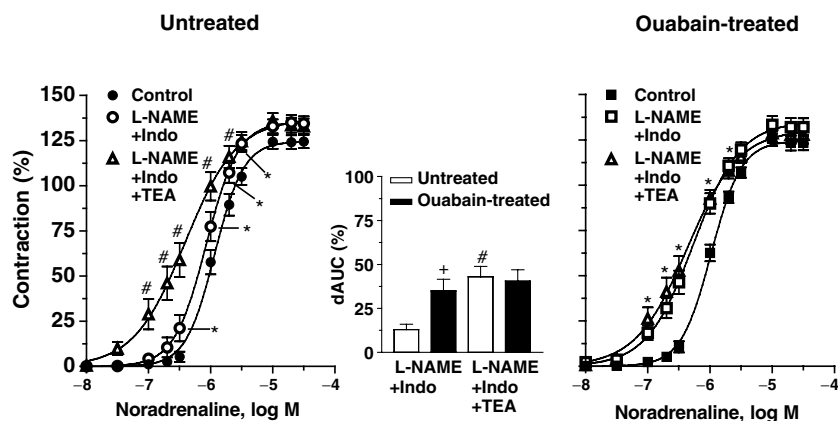 Untreated
Ouabain-treated
150
125
100
75
50
25
0
Contraction (%)
Control
L-NAME
+Indo
L-NAME
+Indo
+TEA
# # # # # #
* * * *
−8 −7 −6 −5 −4
Noradrenaline, log M
Untreated
Ouabain-treated
100
75
50
25
0
dAUC (%)
+
#
L-NAME
+Indo
L-NAME
+Indo
+TEA
Control
L-NAME
+Indo
L-NAME
+Indo
+TEA
* * * * *
−8 −7 −6 −5 −4
Noradrenaline, log M